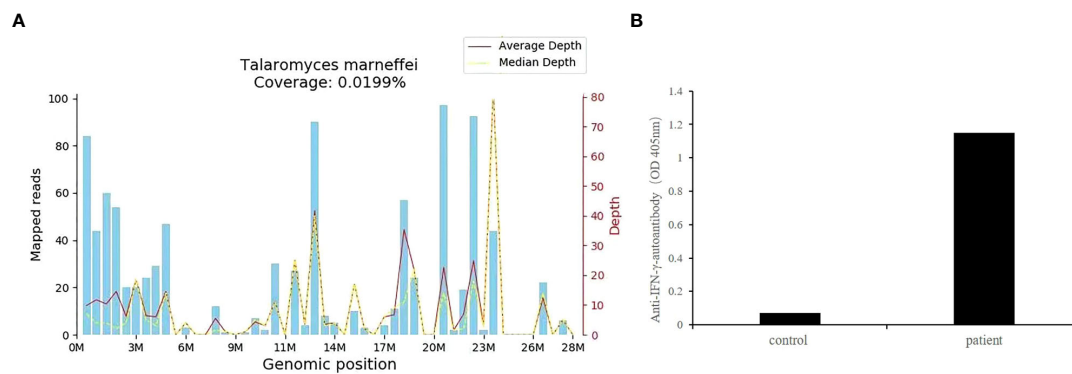 A
B
Average Depth
Median Depth
Talaromyces marneffei
Coverage: 0.0199%
Mapped reads
100
80
60
40
20
0
80
70
60
50
40
30
20
10
0
Depth
0M 3M 6M 9M 11M 14M 17M 20M 23M 26M 28M
Genomic position
Anti-IFN-γ-autoantibody (OD 405nm)
1.4
1.2
1
0.8
0.6
0.4
0.2
0
control patient